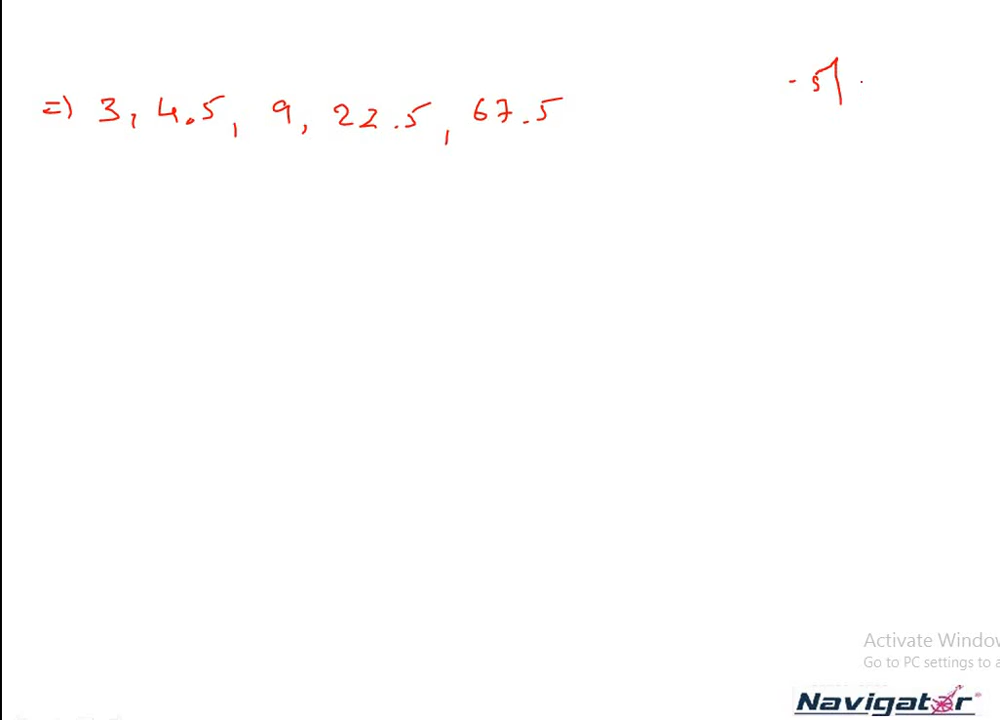 =) 3, 4.5, 9, 22.5, 67.5
Activate Window
Go to PC settings to a
Navigator